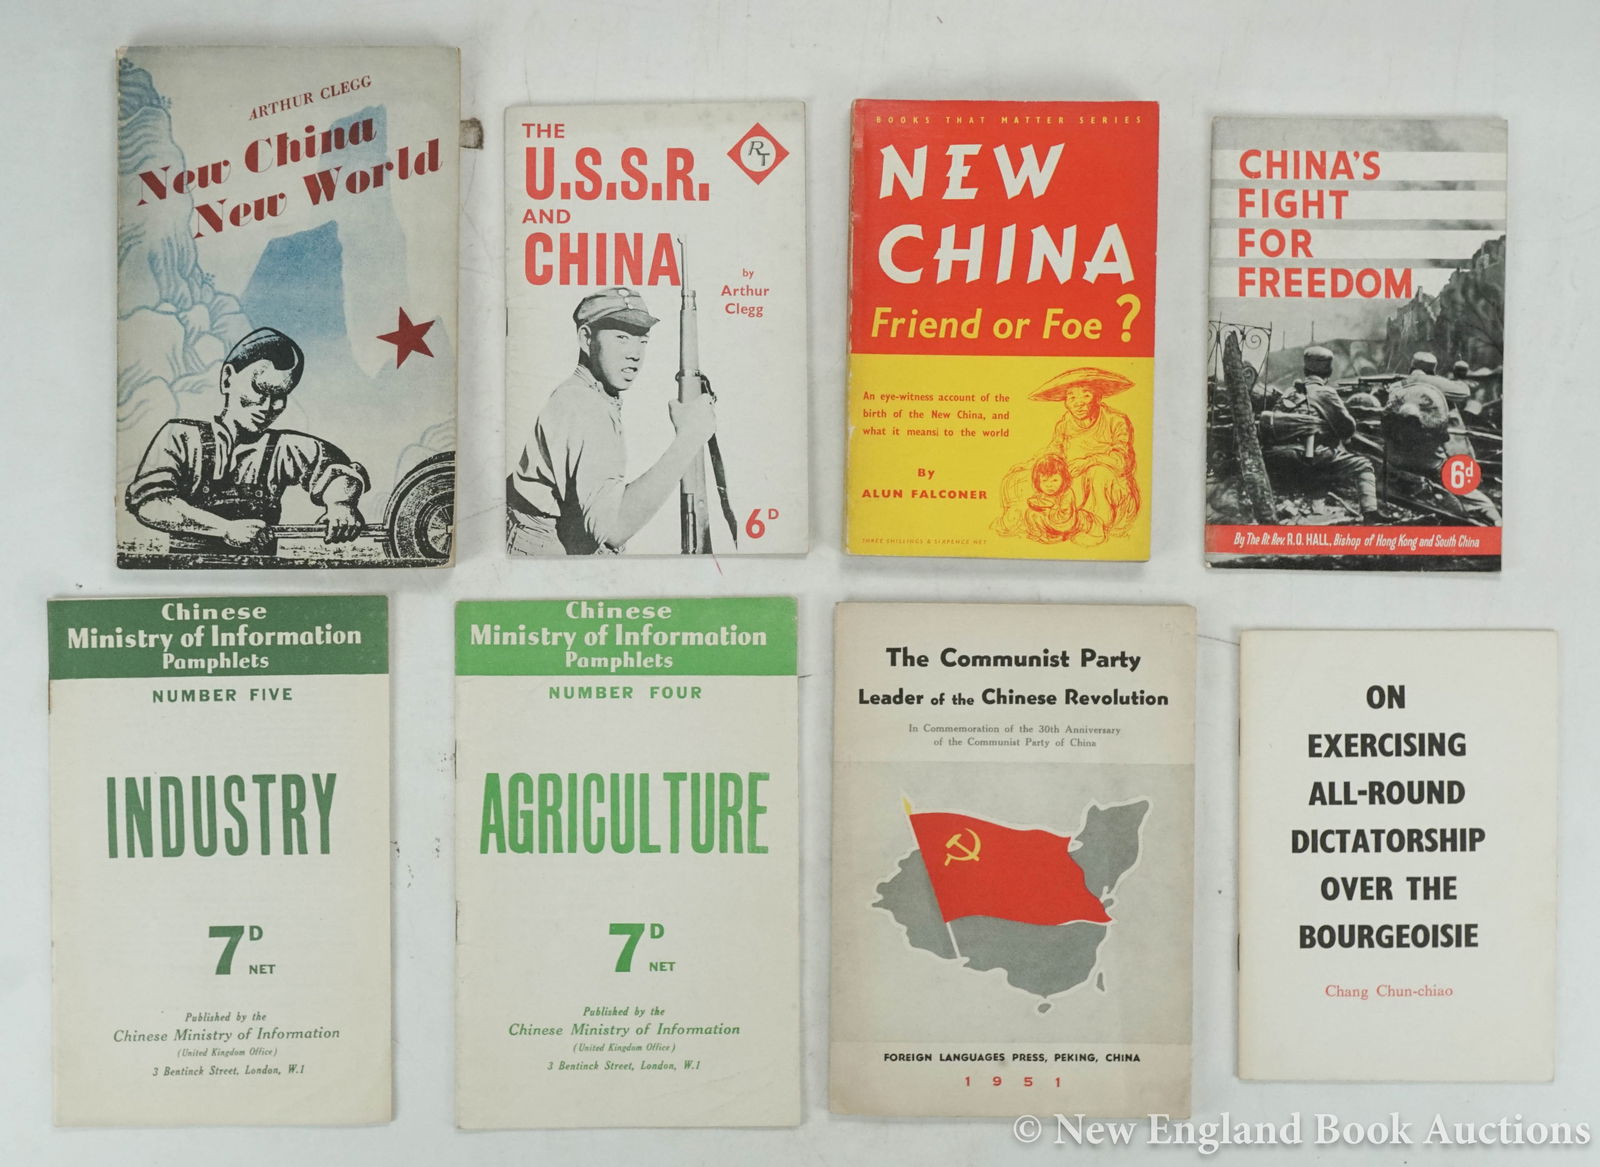 ARTHUR CLEGG
New China
New World
THE
U.S.S.R.
AND
CHINA
RT
by
Arthur
Clegg
6D
BOOKS THAT MATTER SERIES
NEW
CHINA
Friend or Foe?
An eye-witness account of the
birth of the New China, and
what it means to the world
By
ALUN FALCONER
THREE SHILLINGS & SIXPENCE NET
CHINA'S
FIGHT
FOR
FREEDOM
6d.
By The Rt Rev. R.O. HALL, Bishop of Hong Kong and South China
Chinese
Ministry of Information
Pamphlets
NUMBER FIVE
INDUSTRY
7D
NET
Published by the
Chinese Ministry of Information
(United Kingdom Office)
3 Bentinck Street, London, W.1
Chinese
Ministry of Information
Pamphlets
NUMBER FOUR
AGRICULTURE
7D
NET
Published by the
Chinese Ministry of Information
(United Kingdom Office)
3 Bentinck Street, London, W.1
The Communist Party
Leader of the Chinese Revolution
In Commemoration of the 30th Anniversary
of the Communist Party of China
FOREIGN LANGUAGES PRESS, PEKING, CHINA
1951
ON
EXERCISING
ALL-ROUND
DICTATORSHIP
OVER THE
BOURGEOISIE
Chang Chun-chiao
© New England Book Auctions